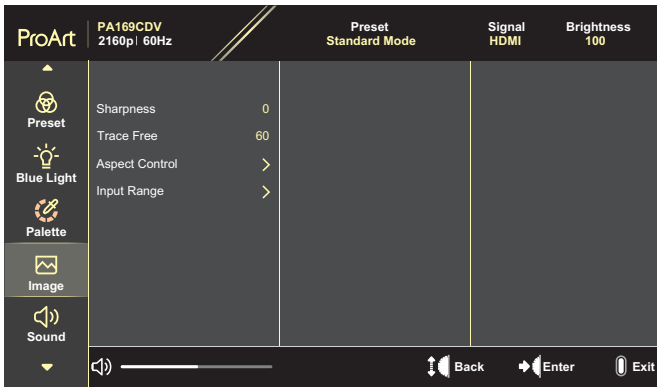 ProArt
PA169CDV
2160p| 60Hz
Preset
Standard Mode
Signal
HDMI
Brightness
100
Preset
Blue Light
Palette
Image
Sound
Sharpness 0
Trace Free 60
Aspect Control >
Input Range >
Back
Enter
Exit